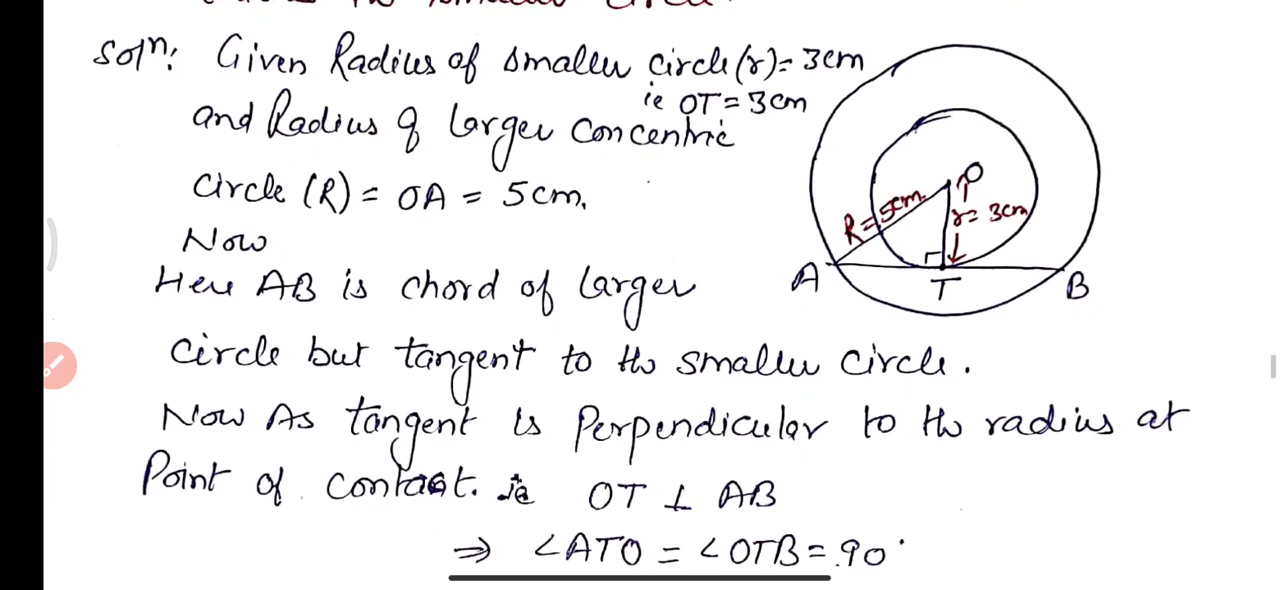 Solⁿ: Given Radius of smaller circle (r) = 3cm
ie OT = 3cm
and Radius of larger concentric
circle (R) = OA = 5cm.
Now
Here AB is chord of larger
circle but tangent to the smaller circle.
Now As tangent is Perpendicular to the radius at
Point of contact. ie OT ⊥ AB
⇒ ∠ATO = ∠OTB = 90°
O
R = 5cm.
r = 3cm
A
T
B